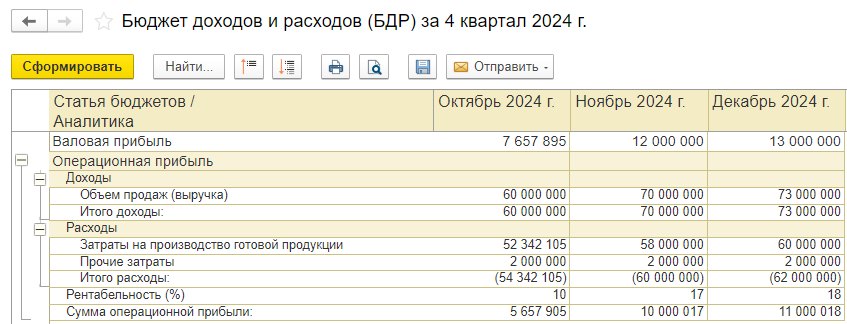 Бюджет доходов и расходов (БДР) за 4 квартал 2024 г.
Сформировать Найти... Отправить
Статья бюджетов / Аналитика Октябрь 2024 г. Ноябрь 2024 г. Декабрь 2024 г.
Валовая прибыль 7 657 895 12 000 000 13 000 000
Операционная прибыль
Доходы
Объем продаж (выручка) 60 000 000 70 000 000 73 000 000
Итого доходы: 60 000 000 70 000 000 73 000 000
Расходы
Затраты на производство готовой продукции 52 342 105 58 000 000 60 000 000
Прочие затраты 2 000 000 2 000 000 2 000 000
Итого расходы: (54 342 105) (60 000 000) (62 000 000)
Рентабельность (%) 10 17 18
Сумма операционной прибыли: 5 657 905 10 000 017 11 000 018